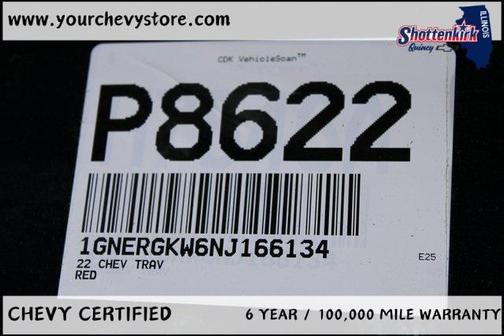 www.yourchevystore.com
Shottenkirk
Quincy
ILLINOIS
CDK VehicleScan™
P8622
1GNERGKW6NJ166134
22 CHEV TRAV
RED
E25
CHEVY CERTIFIED
6 YEAR / 100,000 MILE WARRANTY